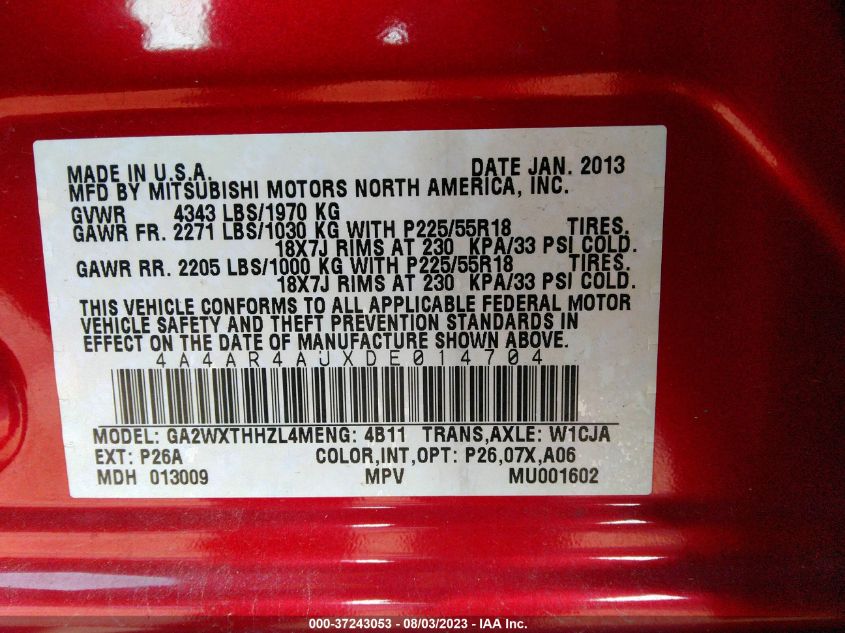 MADE IN U.S.A. DATE JAN. 2013
MFD BY MITSUBISHI MOTORS NORTH AMERICA, INC.
GVWR 4343 LBS/1970 KG
GAWR FR. 2271 LBS/1030 KG WITH P225/55R18 TIRES.
18X7J RIMS AT 230 KPA/33 PSI COLD.
GAWR RR. 2205 LBS/1000 KG WITH P225/55R18 TIRES.
18X7J RIMS AT 230 KPA/33 PSI COLD.
THIS VEHICLE CONFORMS TO ALL APPLICABLE FEDERAL MOTOR
VEHICLE SAFETY AND THEFT PREVENTION STANDARDS IN
EFFECT ON THE DATE OF MANUFACTURE SHOWN ABOVE.
4A4AR4AUXDE014704
MODEL: GA2WXTHHZL4MENG: 4B11 TRANS,AXLE: W1CJA
EXT: P26A COLOR,INT,OPT: P26,07X,A06
MDH 013009 MPV MU001602
000-37243053 - 08/03/2023 - IAA Inc.